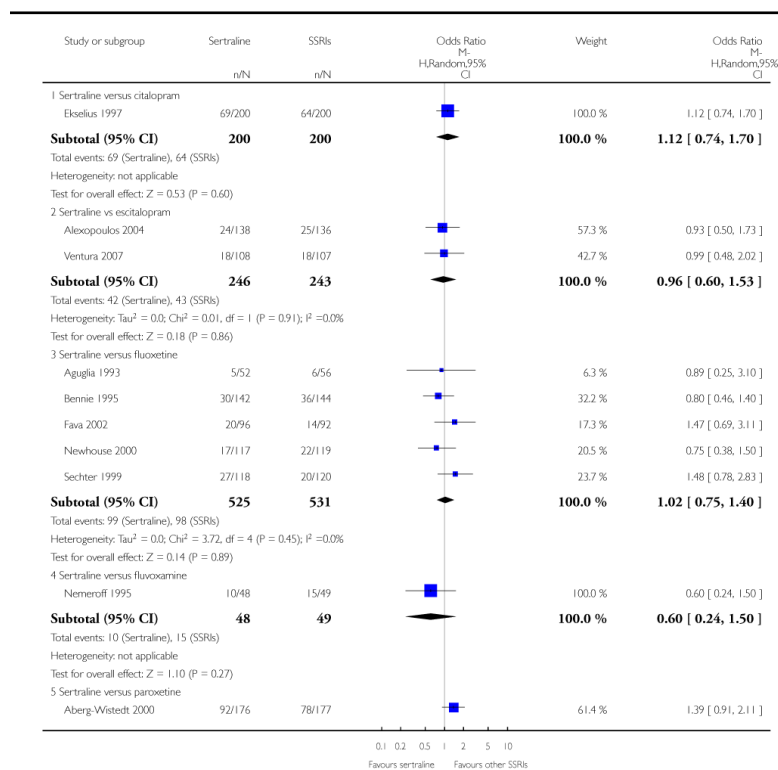 Study or subgroup Sertraline SSRIs Odds Ratio Weight Odds Ratio
M- M-
H,Random,95% H,Random,95%
n/N n/N CI CI
1 Sertraline versus citalopram
Ekselius 1997 69/200 64/200 100.0 % 1.12 [ 0.74, 1.70 ]
Subtotal (95% CI) 200 200 100.0 % 1.12 [ 0.74, 1.70 ]
Total events: 69 (Sertraline), 64 (SSRIs)
Heterogeneity: not applicable
Test for overall effect: Z = 0.53 (P = 0.60)
2 Sertraline vs escitalopram
Alexopoulos 2004 24/138 25/136 57.3 % 0.93 [ 0.50, 1.73 ]
Ventura 2007 18/108 18/107 42.7 % 0.99 [ 0.48, 2.02 ]
Subtotal (95% CI) 246 243 100.0 % 0.96 [ 0.60, 1.53 ]
Total events: 42 (Sertraline), 43 (SSRIs)
Heterogeneity: Tau² = 0.0; Chi² = 0.01, df = 1 (P = 0.91); I² =0.0%
Test for overall effect: Z = 0.18 (P = 0.86)
3 Sertraline versus fluoxetine
Aguglia 1993 5/52 6/56 6.3 % 0.89 [ 0.25, 3.10 ]
Bennie 1995 30/142 36/144 32.2 % 0.80 [ 0.46, 1.40 ]
Fava 2002 20/96 14/92 17.3 % 1.47 [ 0.69, 3.11 ]
Newhouse 2000 17/117 22/119 20.5 % 0.75 [ 0.38, 1.50 ]
Sechter 1999 27/118 20/120 23.7 % 1.48 [ 0.78, 2.83 ]
Subtotal (95% CI) 525 531 100.0 % 1.02 [ 0.75, 1.40 ]
Total events: 99 (Sertraline), 98 (SSRIs)
Heterogeneity: Tau² = 0.0; Chi² = 3.72, df = 4 (P = 0.45); I² =0.0%
Test for overall effect: Z = 0.14 (P = 0.89)
4 Sertraline versus fluvoxamine
Nemeroff 1995 10/48 15/49 100.0 % 0.60 [ 0.24, 1.50 ]
Subtotal (95% CI) 48 49 100.0 % 0.60 [ 0.24, 1.50 ]
Total events: 10 (Sertraline), 15 (SSRIs)
Heterogeneity: not applicable
Test for overall effect: Z = 1.10 (P = 0.27)
5 Sertraline versus paroxetine
Aberg-Wistedt 2000 92/176 78/177 61.4 % 1.39 [ 0.91, 2.11 ]
0.1 0.2 0.5 1 2 5 10
Favours sertraline Favours other SSRIs